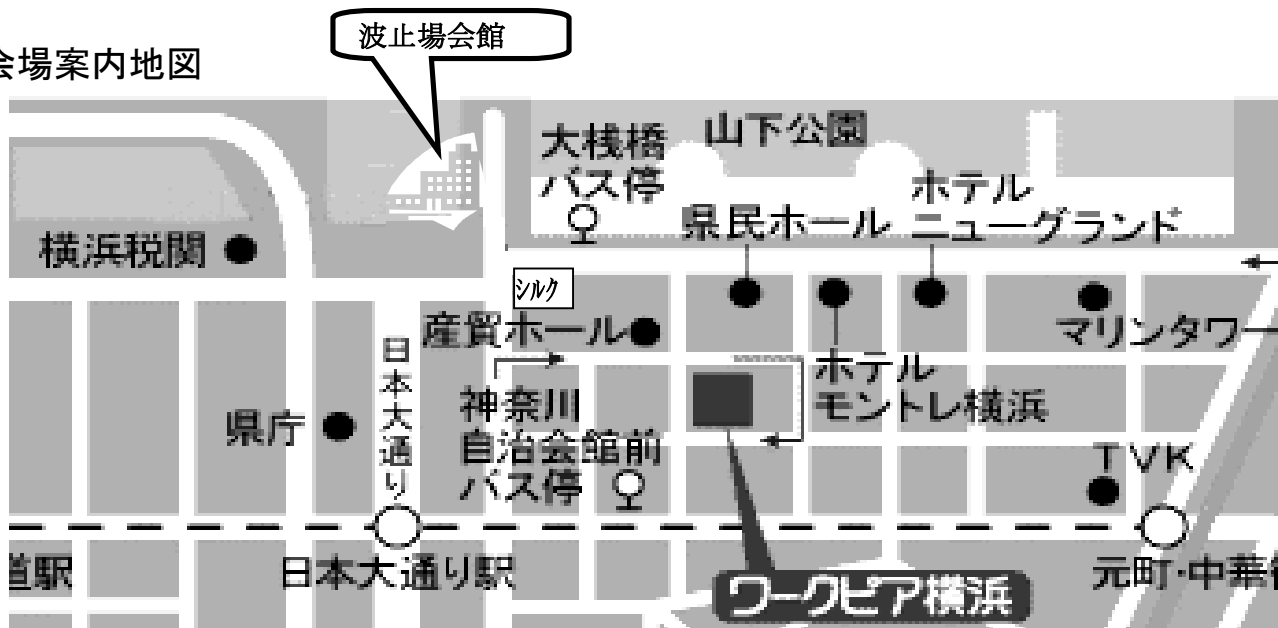 波止場会館
会場案内地図
大桟橋
バス停
山下公園
ホテル
ニューグランド
県民ホール
横浜税関
シルク
産貿ホール
マリンタワー
日本大通り
ホテル
モントレ横浜
神奈川
自治会館前
バス停
県庁
TVK
道駅
日本大通り駅
元町・中華街
ワークピア横浜